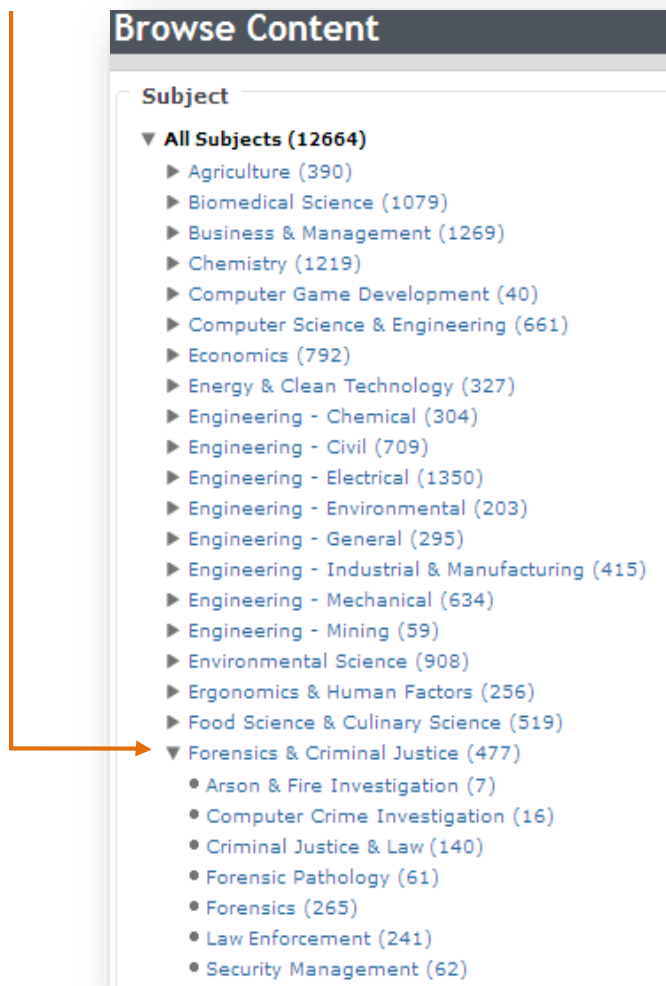 Browse Content
Subject
All Subjects (12664)
Agriculture (390)
Biomedical Science (1079)
Business & Management (1269)
Chemistry (1219)
Computer Game Development (40)
Computer Science & Engineering (661)
Economics (792)
Energy & Clean Technology (327)
Engineering - Chemical (304)
Engineering - Civil (709)
Engineering - Electrical (1350)
Engineering - Environmental (203)
Engineering - General (295)
Engineering - Industrial & Manufacturing (415)
Engineering - Mechanical (634)
Engineering - Mining (59)
Environmental Science (908)
Ergonomics & Human Factors (256)
Food Science & Culinary Science (519)
Forensics & Criminal Justice (477)
Arson & Fire Investigation (7)
Computer Crime Investigation (16)
Criminal Justice & Law (140)
Forensic Pathology (61)
Forensics (265)
Law Enforcement (241)
Security Management (62)